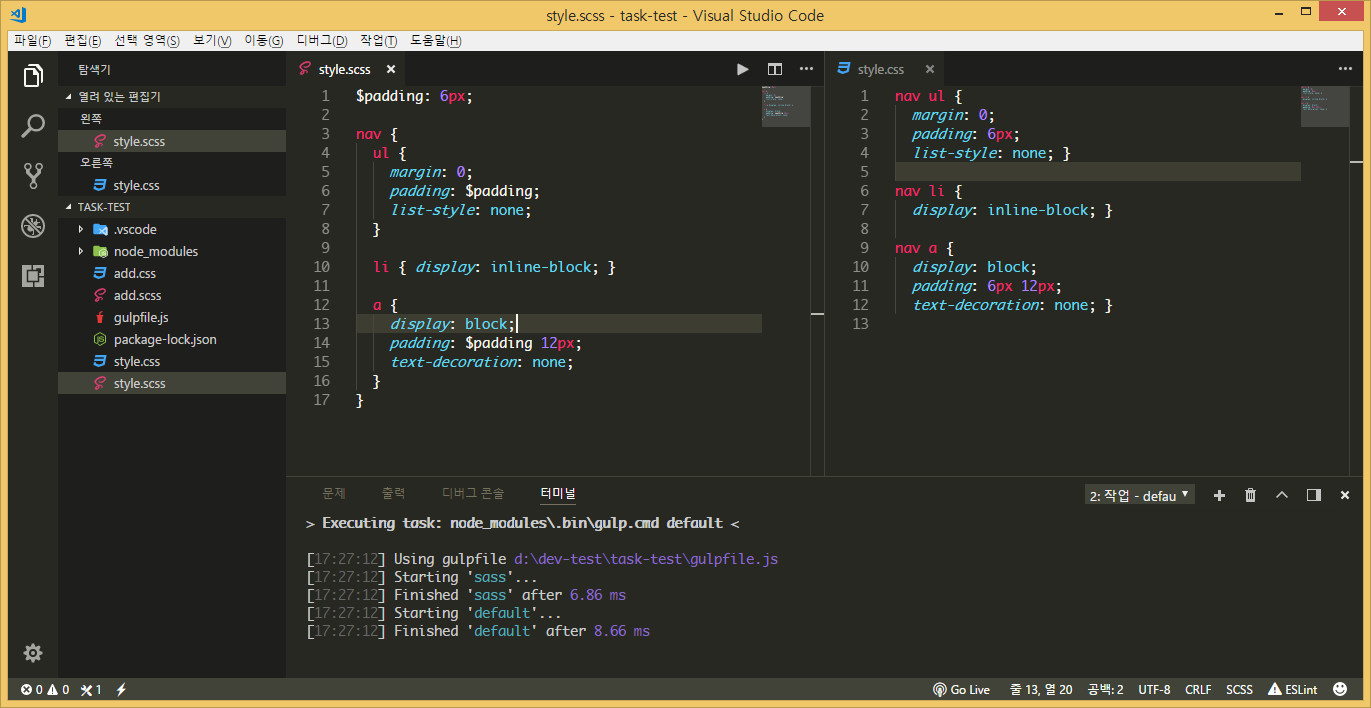 style.scss - task-test - Visual Studio Code
파일(F) 편집(E) 선택 영역(S) 보기(V) 이동(G) 디버그(D) 작업(T) 도움말(H)
탐색기
열려 있는 편집기
왼쪽
style.scss
오른쪽
style.css
TASK-TEST
.vscode
node_modules
add.css
add.scss
gulpfile.js
package-lock.json
style.css
style.scss
style.scss
1 $padding: 6px;
2
3 nav {
4 ul {
5 margin: 0;
6 padding: $padding;
7 list-style: none;
8 }
9
10 li { display: inline-block; }
11
12 a {
13 display: block;
14 padding: $padding 12px;
15 text-decoration: none;
16 }
17 }
style.css
1 nav ul {
2 margin: 0;
3 padding: 6px;
4 list-style: none; }
5
6 nav li {
7 display: inline-block; }
8
9 nav a {
10 display: block;
11 padding: 6px 12px;
12 text-decoration: none; }
13
문제 출력 디버그 콘솔 터미널
2: 작업 - defau
> Executing task: node_modules\.bin\gulp.cmd default <
[17:27:12] Using gulpfile d:\dev-test\task-test\gulpfile.js
[17:27:12] Starting 'sass'...
[17:27:12] Finished 'sass' after 6.86 ms
[17:27:12] Starting 'default'...
[17:27:12] Finished 'default' after 8.66 ms
0 0 1 Go Live 줄 13, 열 20 공백: 2 UTF-8 CRLF SCSS ESLint